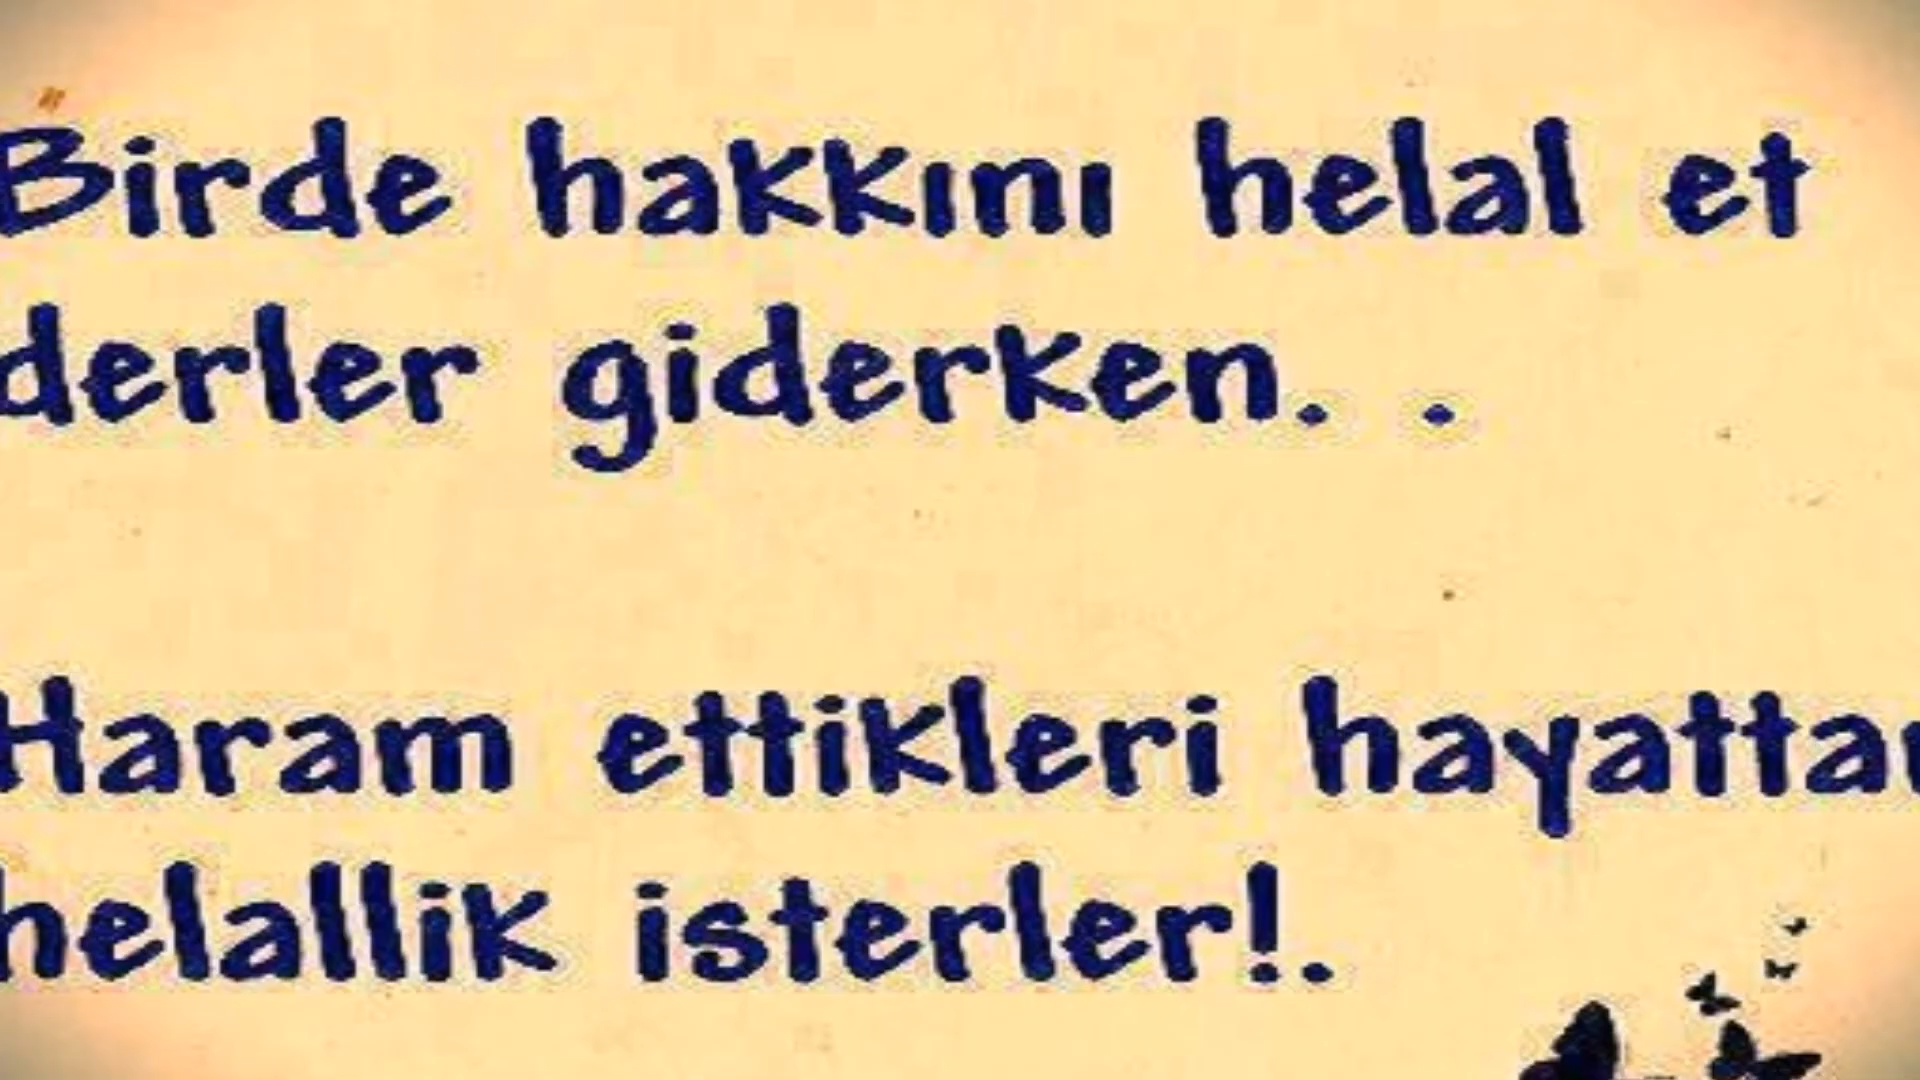 Birde hakkını helal et
derler giderken. .
Haram ettikleri hayattan
helallik isterler!.